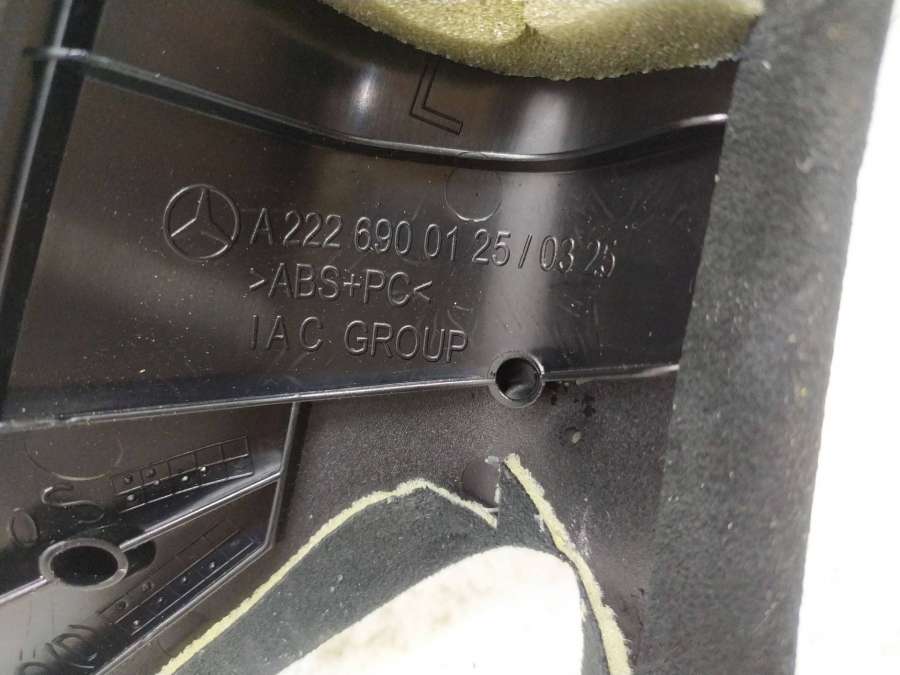 L
A 222 690 01 25 / 03 25
>ABS+PC<
IAC GROUP